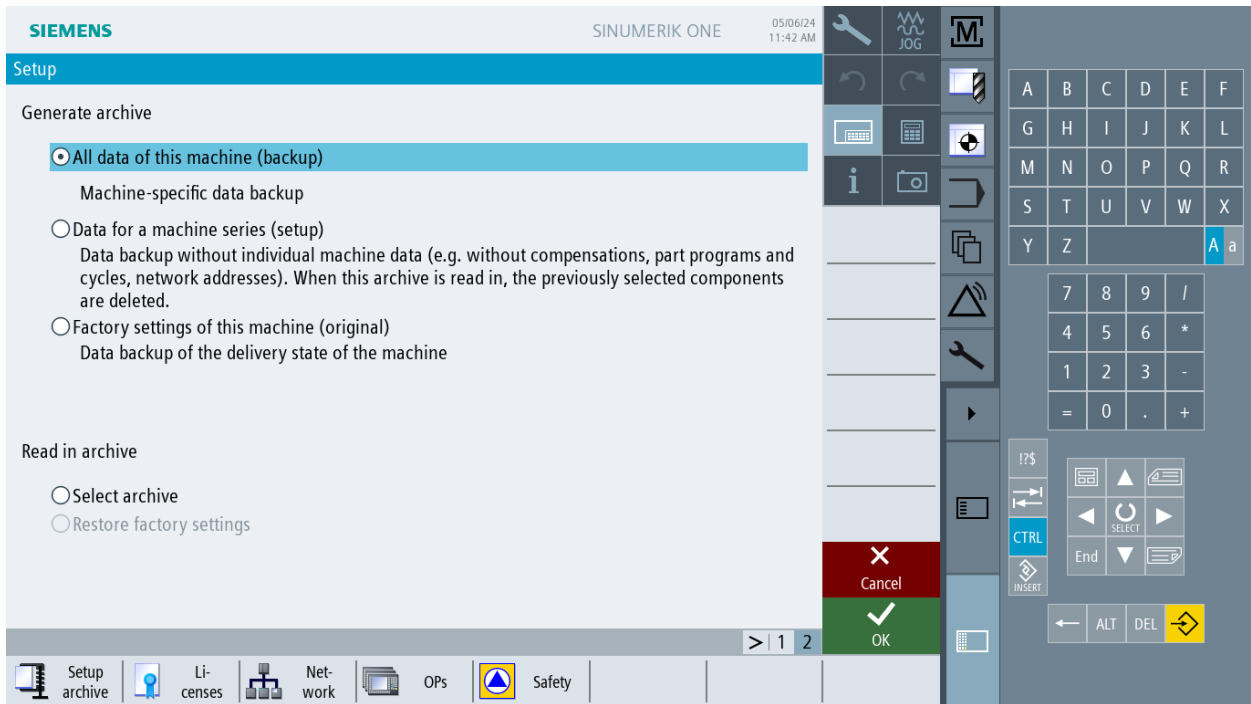 SIEMENS
SINUMERIK ONE
05/06/24
11:42 AM
JOG
M
Setup
Generate archive
All data of this machine (backup)
Machine-specific data backup
Data for a machine series (setup)
Data backup without individual machine data (e.g. without compensations, part programs and
cycles, network addresses). When this archive is read in, the previously selected components
are deleted.
Factory settings of this machine (original)
Data backup of the delivery state of the machine
Read in archive
Select archive
Restore factory settings
> 1 2
Cancel
OK
Setup
archive
Li-
censes
Net-
work
OPs
Safety
i
A B C D E F
G H I J K L
M N O P Q R
S T U V W X
Y Z A a
7 8 9 /
4 5 6 *
1 2 3 -
= 0 . +
!?$
CTRL
INSERT
SELECT
End
ALT DEL